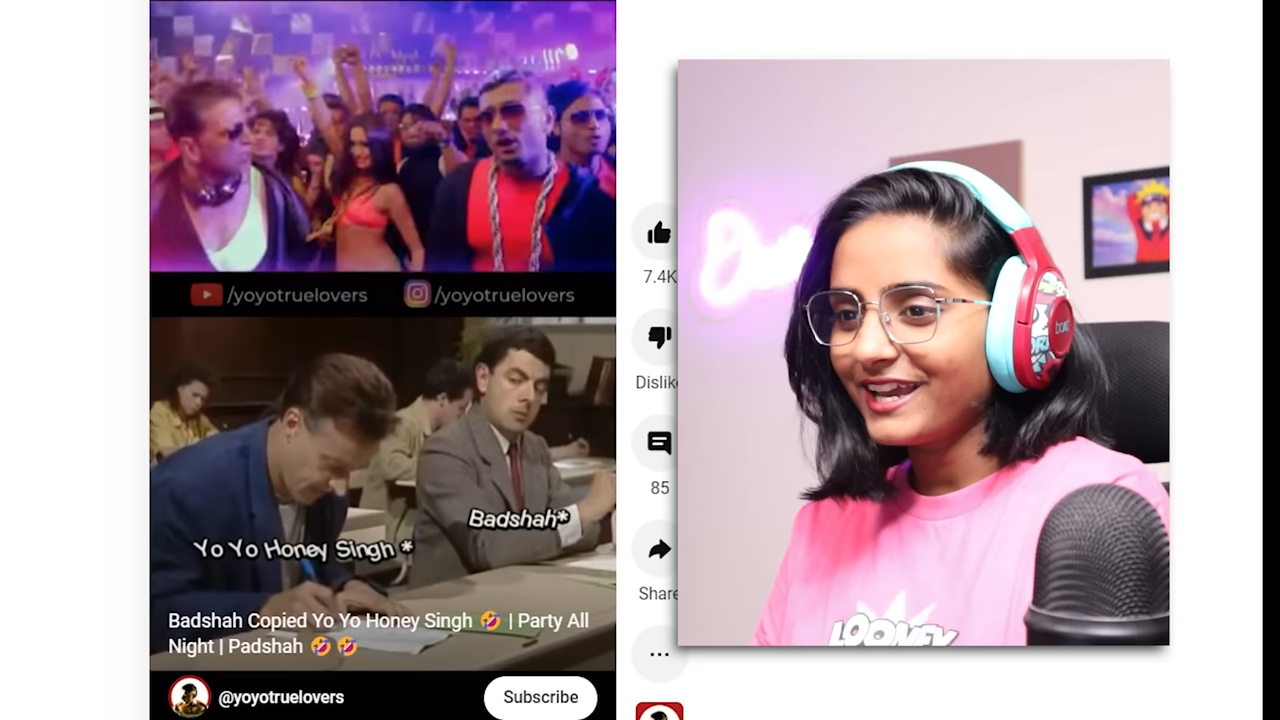 /yoyotruelovers /yoyotruelovers
Badshah*
Yo Yo Honey Singh *
Badshah Copied Yo Yo Honey Singh 🤣 | Party All
Night | Padshah 🤣🤣
@yoyotruelovers
Subscribe
7.4K
85
Share
boAt
LOONEY